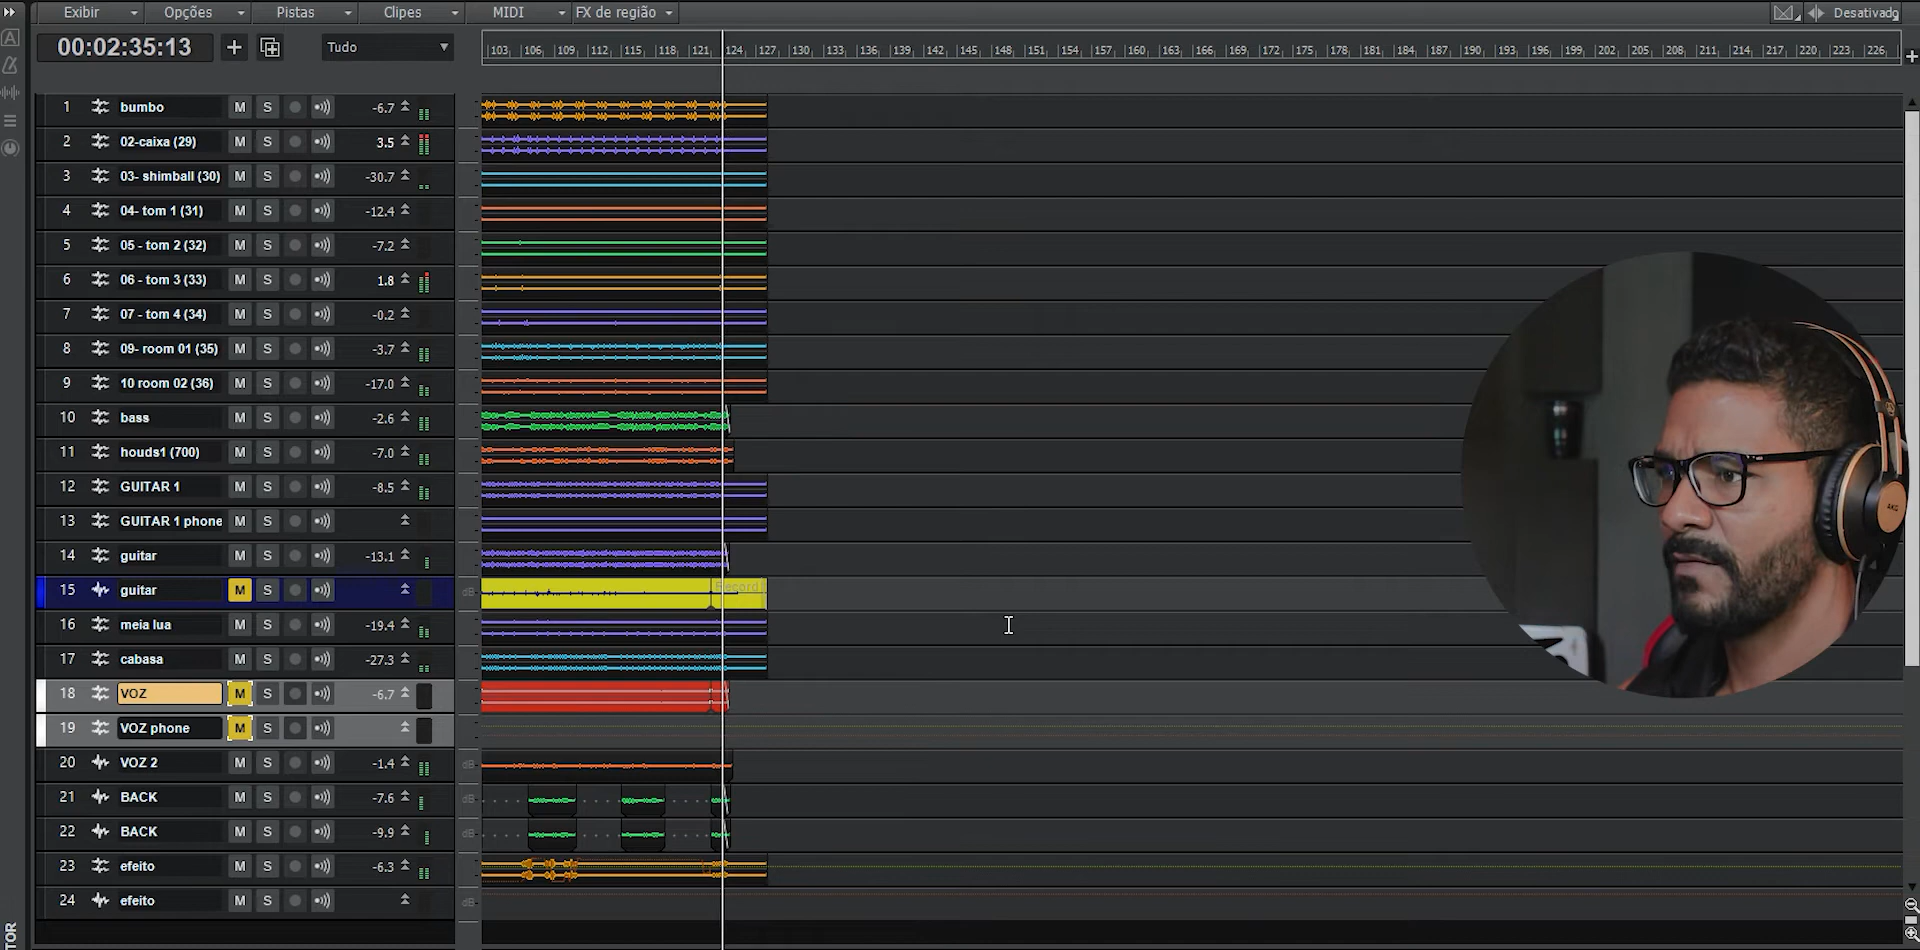 Exibir Opções Pistas Clipes MIDI FX de região Desativado
00:02:35:13 + Tudo 103 106 109 112 115 118 121 124 127 130 133 136 139 142 145 148 151 154 157 160 163 166 169 172 175 178 181 184 187 190 193 196 199 202 205 208 211 214 217 220 223 226
1 bumbo M S -6.7
2 02-caixa (29) M S 3.5
3 03- shimball (30) M S -30.7
4 04- tom 1 (31) M S -12.4
5 05 - tom 2 (32) M S -7.2
6 06 - tom 3 (33) M S 1.8
7 07 - tom 4 (34) M S -0.2
8 09- room 01 (35) M S -3.7
9 10 room 02 (36) M S -17.0
10 bass M S -2.6
11 houds1 (700) M S -7.0
12 GUITAR 1 M S -8.5
13 GUITAR 1 phone M S
14 guitar M S -13.1
15 guitar M S dB Record
16 meia lua M S -19.4
17 cabasa M S -27.3
18 VOZ M S -6.7
19 VOZ phone M S
20 VOZ 2 M S -1.4 dB
21 BACK M S -7.6 dB
22 BACK M S -9.9 dB
23 efeito M S -6.3
24 efeito M S dB
TOR
AKG